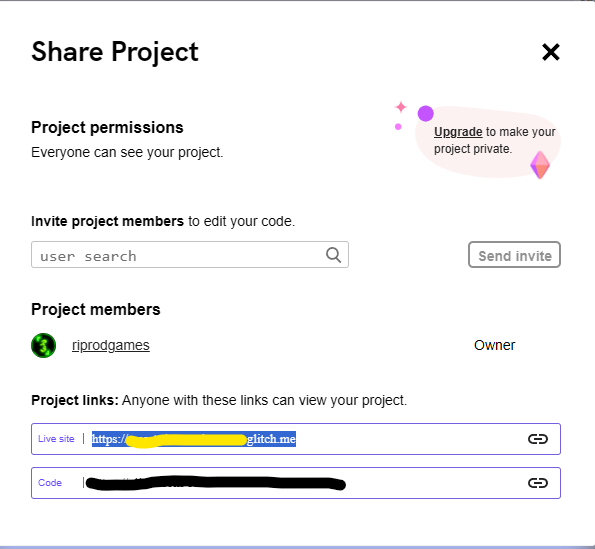 Share Project
Project permissions
Everyone can see your project.
Upgrade to make your
project private.
Invite project members to edit your code.
user search
Send invite
Project members
riprodgames
Owner
Project links: Anyone with these links can view your project.
Live site
https://
glitch.me
Code